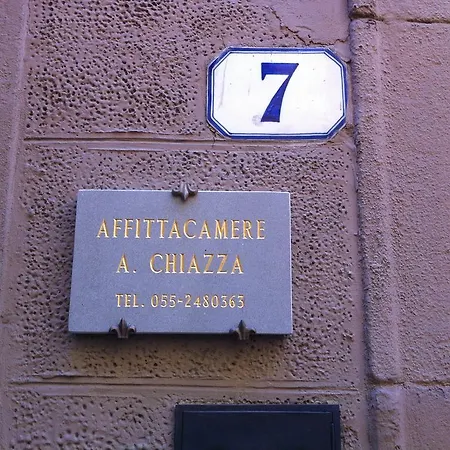 7
AFFITTACAMERE
A. CHIAZZA
TEL. 055-2480363